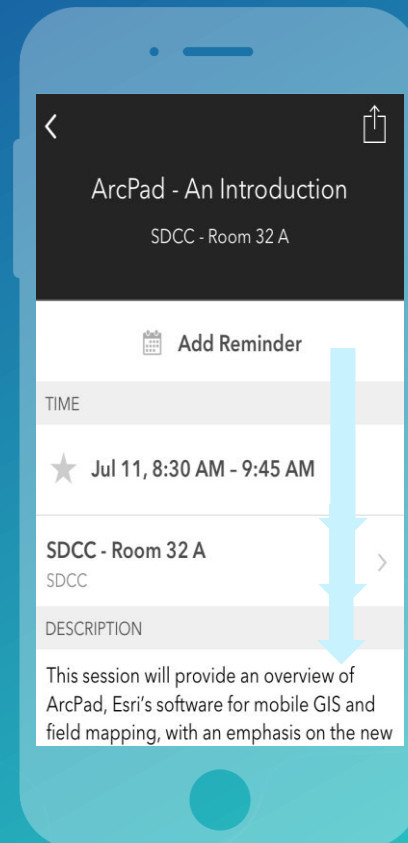 ArcPad - An Introduction
SDCC - Room 32 A
Add Reminder
TIME
Jul 11, 8:30 AM – 9:45 AM
SDCC - Room 32 A
SDCC
DESCRIPTION
This session will provide an overview of
ArcPad, Esri's software for mobile GIS and
field mapping, with an emphasis on the new